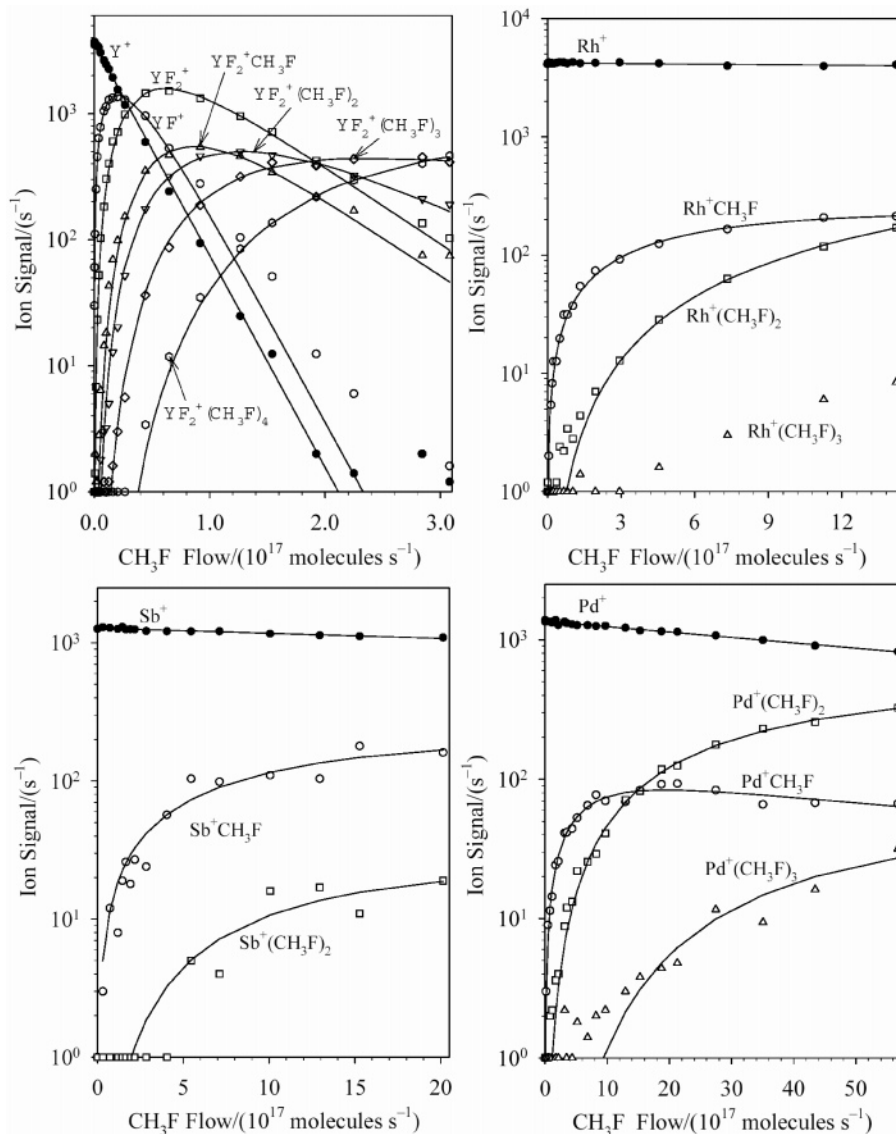 Ion Signal/(s⁻¹)
10³
10²
10¹
10⁰
Y⁺
YF₂⁺
YF⁺
YF₂⁺CH₃F
YF₂⁺(CH₃F)₂
YF₂⁺(CH₃F)₃
YF₂⁺(CH₃F)₄
0.0 1.0 2.0 3.0
CH₃F Flow/(10¹⁷ molecules s⁻¹)
Ion Signal/(s⁻¹)
10⁴
10³
10²
10¹
10⁰
Rh⁺
Rh⁺CH₃F
Rh⁺(CH₃F)₂
Rh⁺(CH₃F)₃
0 3 6 9 12
CH₃F Flow/(10¹⁷ molecules s⁻¹)
Ion Signal/(s⁻¹)
10³
10²
10¹
10⁰
Sb⁺
Sb⁺CH₃F
Sb⁺(CH₃F)₂
0 5 10 15 20
CH₃F Flow/(10¹⁷ molecules s⁻¹)
Ion Signal/(s⁻¹)
10³
10²
10¹
10⁰
Pd⁺
Pd⁺(CH₃F)₂
Pd⁺CH₃F
Pd⁺(CH₃F)₃
0 10 20 30 40 50
CH₃F Flow/(10¹⁷ molecules s⁻¹)